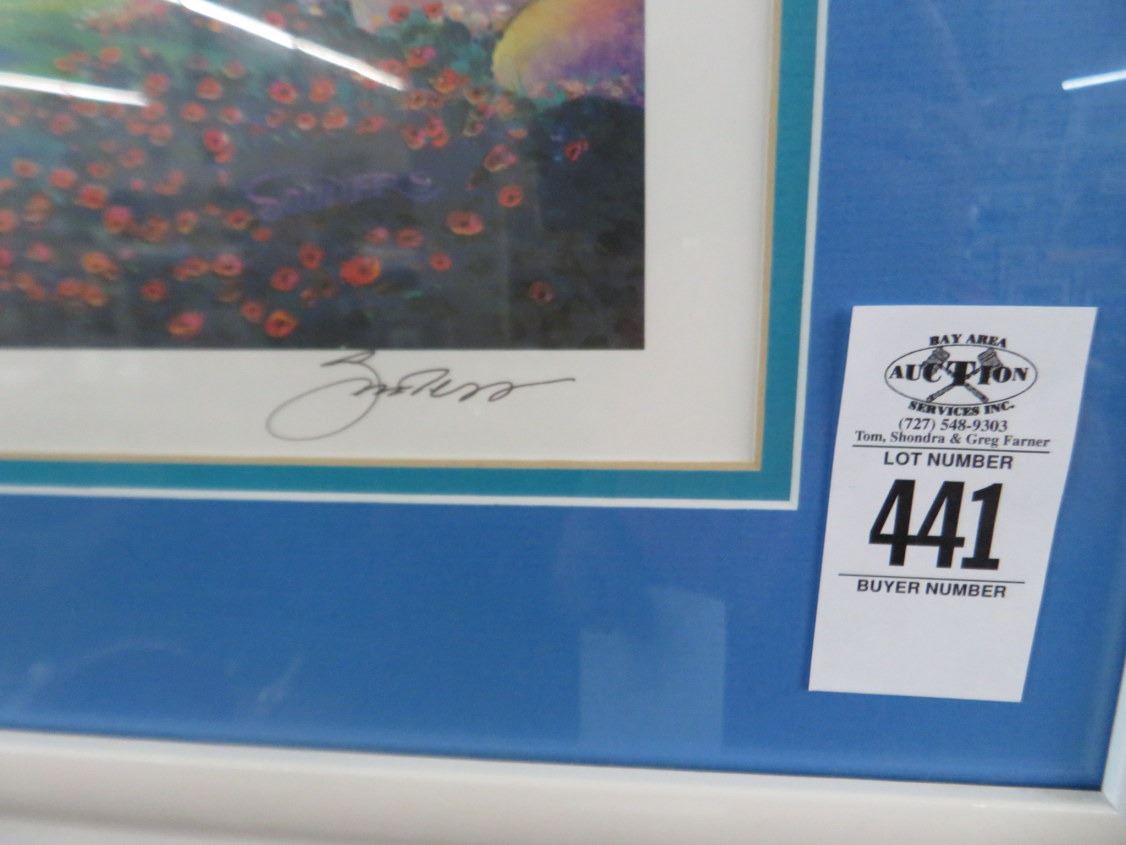 BAY AREA
AUCTION
SERVICES INC.
(727) 548-9303
Tom, Shondra & Greg Farner
LOT NUMBER
441
BUYER NUMBER